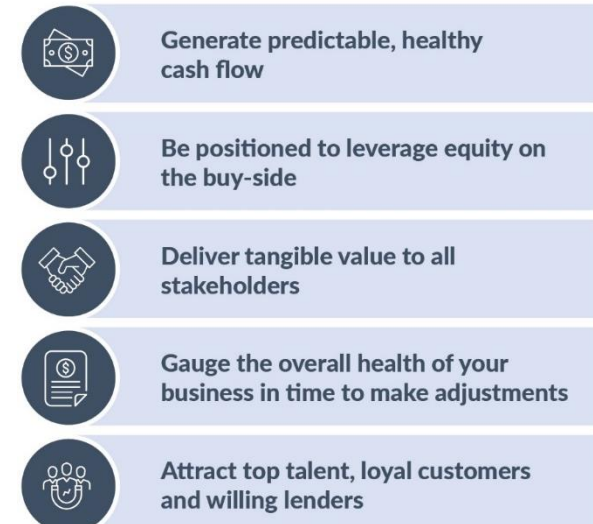 Generate predictable, healthy
cash flow
Be positioned to leverage equity on
the buy-side
Deliver tangible value to all
stakeholders
Gauge the overall health of your
business in time to make adjustments
Attract top talent, loyal customers
and willing lenders